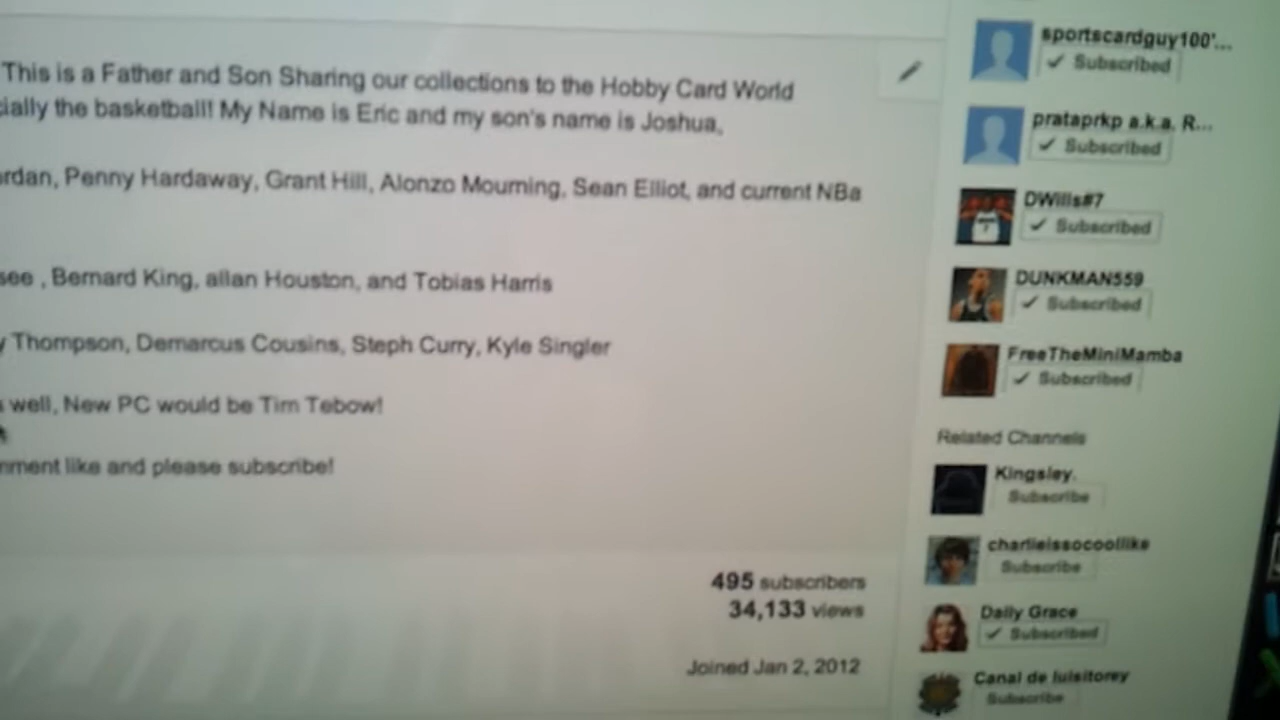 This is a Father and Son Sharing our collections to the Hobby Card World
cially the basketball! My Name is Eric and my son's name is Joshua,
ordan, Penny Hardaway, Grant Hill, Alonzo Mourning, Sean Elliot, and current NBa
see , Bernard King, allan Houston, and Tobias Harris
y Thompson, Demarcus Cousins, Steph Curry, Kyle Singler
s well, New PC would be Tim Tebow!
mment like and please subscribe!
495 subscribers
34,133 views
Joined Jan 2, 2012
sportscardguy100'...
✓ Subscribed
prataprkp a.k.a. R...
✓ Subscribed
DWills#7
✓ Subscribed
DUNKMAN559
✓ Subscribed
FreeTheMiniMamba
✓ Subscribed
Related Channels
Kingsley.
Subscribe
charlieissocoollike
Subscribe
Daily Grace
✓ Subscribed
Canal de luisitorey
Subscribe